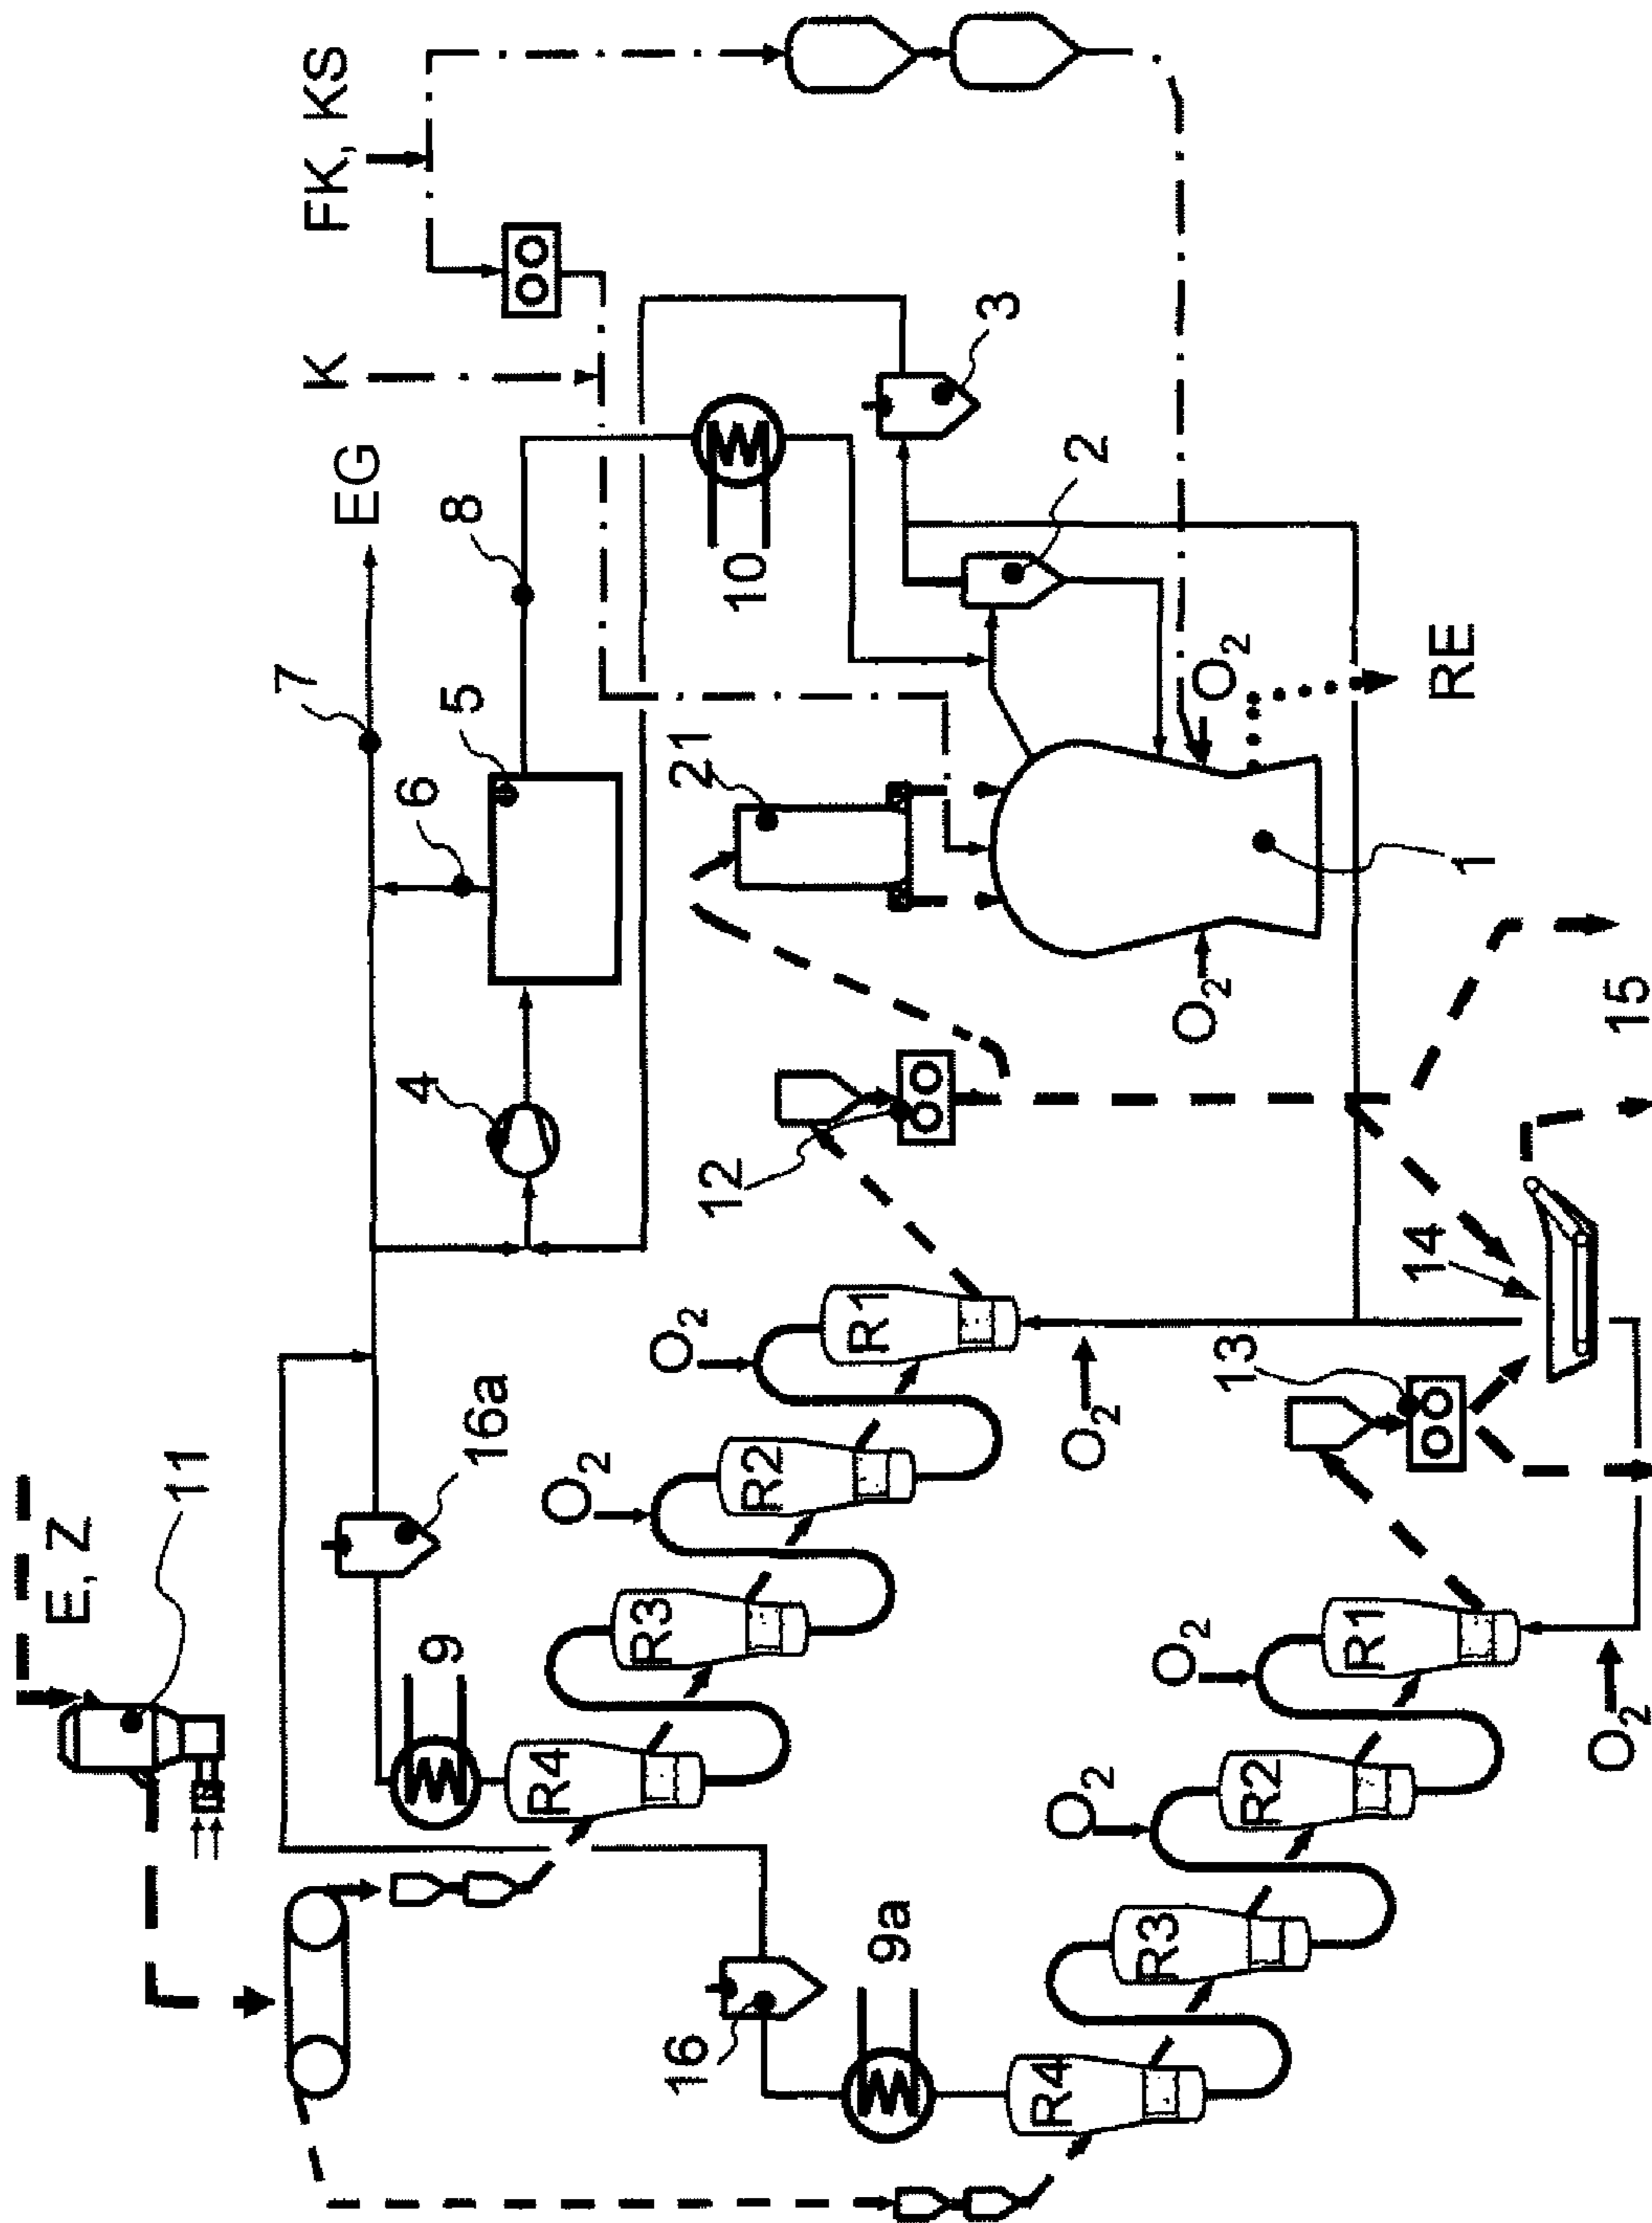 E, Z
11
7
EG
K
FK, KS
8
6
5
4
16a
9
10
3
2
21
12
O₂
R1
O₂
R2
R3
R4
O₂
O₂
1
RE
O₂
16
9a
13
14
15
O₂
R1
O₂
R2
R3
R4
O₂